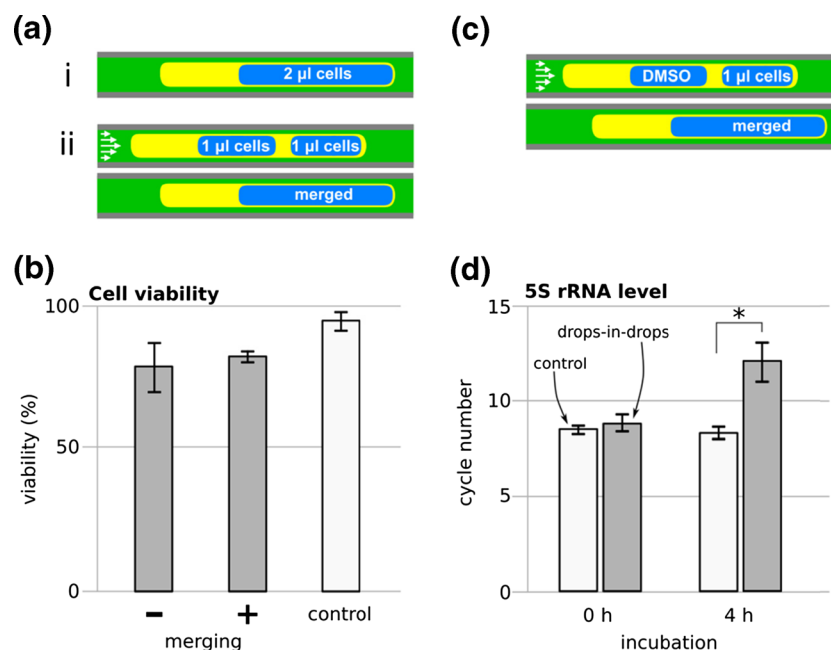 (a)
i
2 µl cells
ii
1 µl cells 1 µl cells
merged
(b)
Cell viability
100
50
0
viability (%)
− + control
merging
(c)
DMSO 1 µl cells
merged
(d)
5S rRNA level
15
10
5
0
cycle number
control
drops-in-drops
*
0 h 4 h
incubation